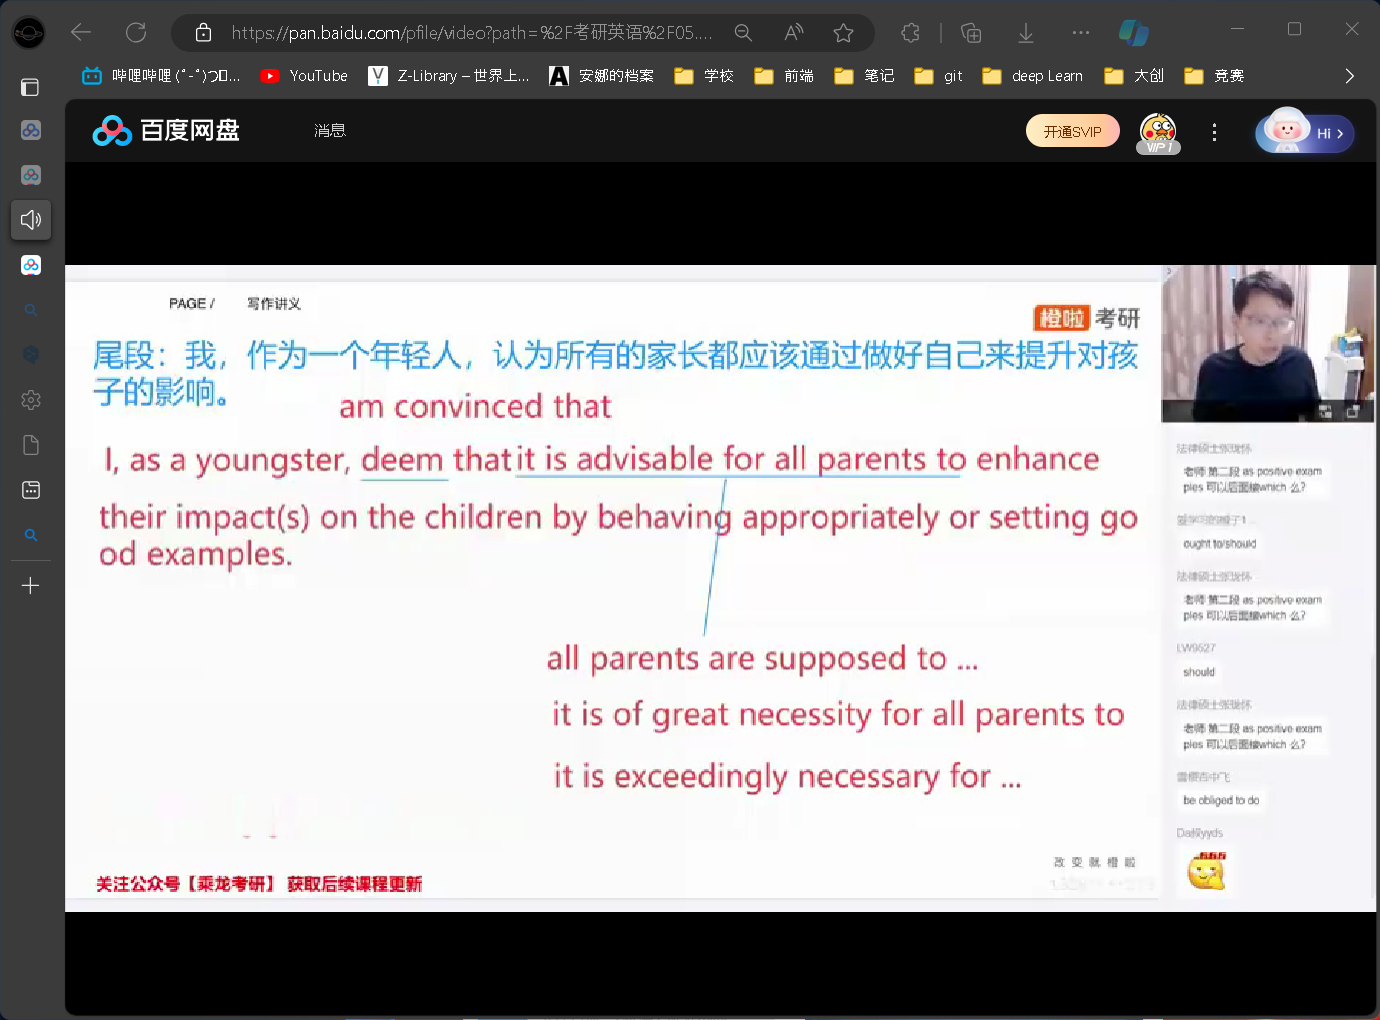 https://pan.baidu.com/pfile/video?path=%2F考研英语%2F05....
哔哩哔哩 (゜-゜)つ...
YouTube
Z-Library – 世界上...
安娜的档案
学校
前端
笔记
git
deep Learn
大创
竞赛
百度网盘
消息
开通SVIP
VIP 1
Hi
PAGE / 写作讲义
橙啦 考研
尾段：我，作为一个年轻人，认为所有的家长都应该通过做好自己来提升对孩
子的影响。
am convinced that
I, as a youngster, deem that it is advisable for all parents to enhance
their impact(s) on the children by behaving appropriately or setting go
od examples.
all parents are supposed to ...
it is of great necessity for all parents to
it is exceedingly necessary for ...
改变就橙啦
关注公众号【乘龙考研】 获取后续课程更新
老师 第二段 as positive exam
ples 可以后面接which 么？
ought to/should
老师 第二段 as positive exam
ples 可以后面接which 么？
LW9627
should
老师 第二段 as positive exam
ples 可以后面接which 么？
be obliged to do
666